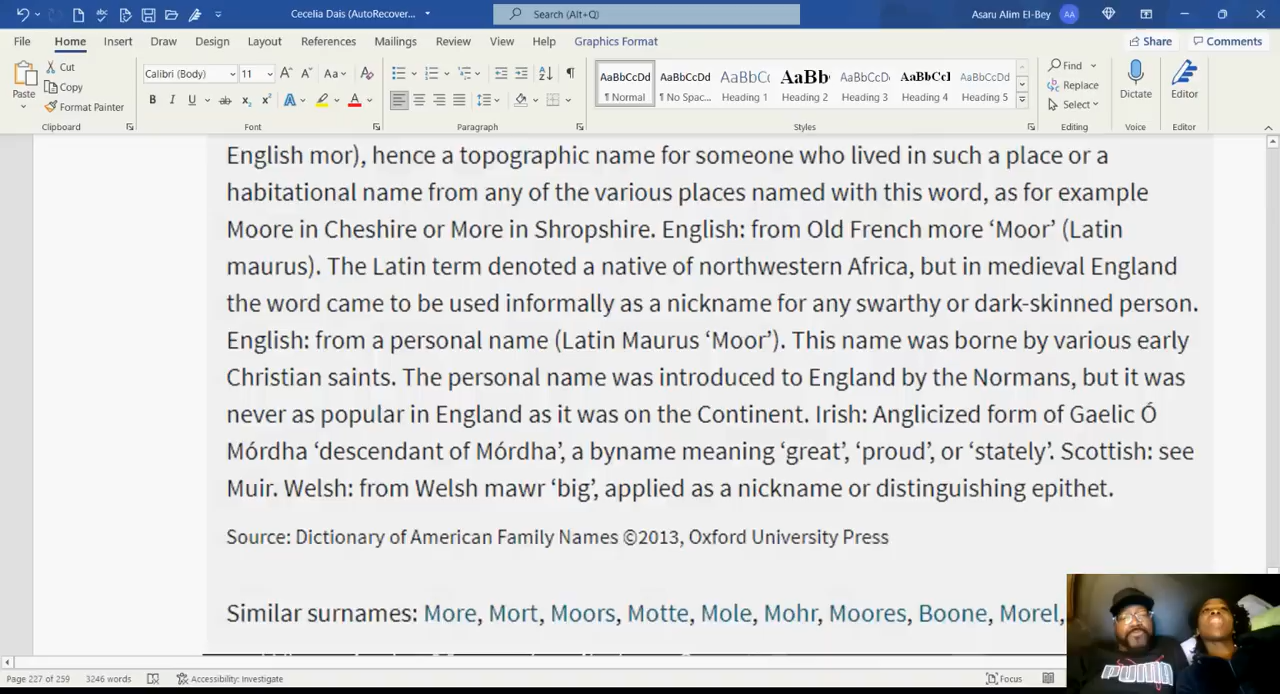 Cecelia Dais (AutoRecover...
Search (Alt+Q)
Asaru Alim El-Bey
AA
File Home Insert Draw Design Layout References Mailings Review View Help Graphics Format
Share Comments
Paste
Cut
Copy
Format Painter
Calibri (Body) 11
AaBbCcDd AaBbCcDd AaBbCc AaBb AaBbCcD AaBbCcI AaBbCcDd
¶ Normal ¶ No Spac... Heading 1 Heading 2 Heading 3 Heading 4 Heading 5
Find
Replace
Select
Dictate
Editor
Clipboard Font Paragraph Styles Editing Voice Editor
English mor), hence a topographic name for someone who lived in such a place or a
habitational name from any of the various places named with this word, as for example
Moore in Cheshire or More in Shropshire. English: from Old French more ‘Moor’ (Latin
maurus). The Latin term denoted a native of northwestern Africa, but in medieval England
the word came to be used informally as a nickname for any swarthy or dark-skinned person.
English: from a personal name (Latin Maurus ‘Moor’). This name was borne by various early
Christian saints. The personal name was introduced to England by the Normans, but it was
never as popular in England as it was on the Continent. Irish: Anglicized form of Gaelic Ó
Mórdha ‘descendant of Mórdha’, a byname meaning ‘great’, ‘proud’, or ‘stately’. Scottish: see
Muir. Welsh: from Welsh mawr ‘big’, applied as a nickname or distinguishing epithet.
Source: Dictionary of American Family Names ©2013, Oxford University Press
Similar surnames: More, Mort, Moors, Motte, Mole, Mohr, Moores, Boone, Morel,
PUMA
Page 227 of 259 3246 words Accessibility: Investigate Focus